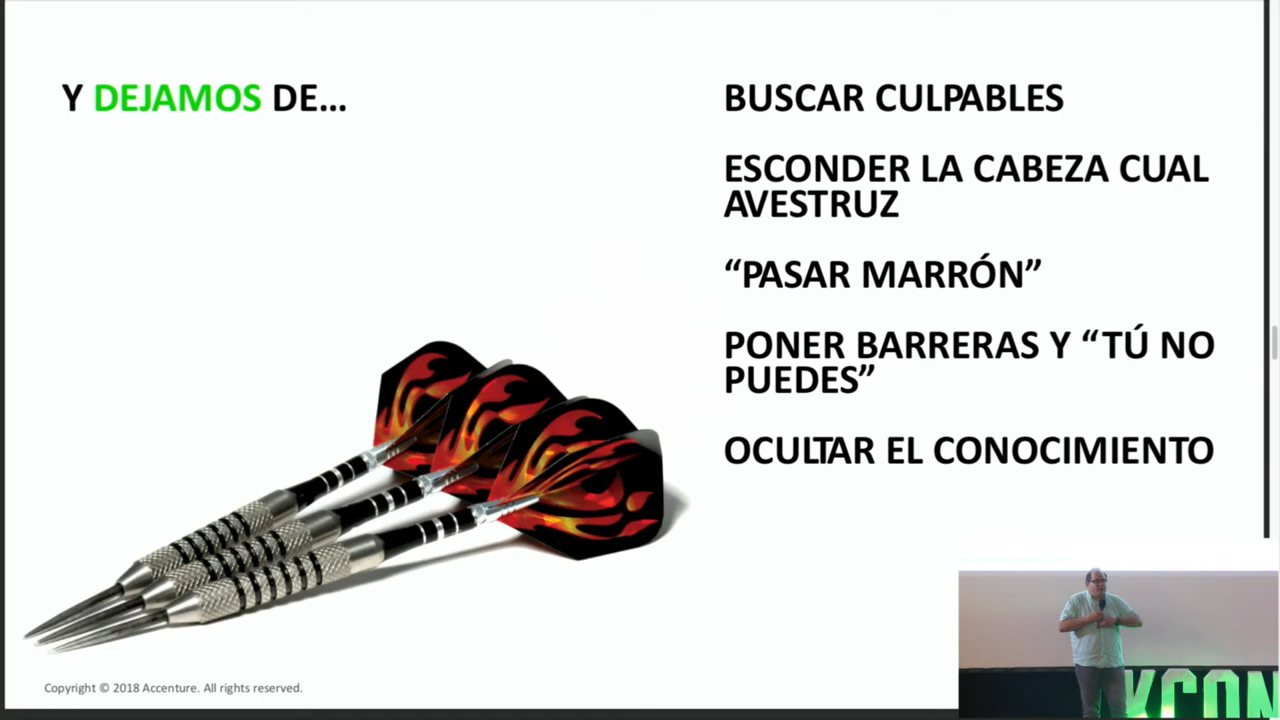 Y DEJAMOS DE...
BUSCAR CULPABLES
ESCONDER LA CABEZA CUAL
AVESTRUZ
“PASAR MARRÓN”
PONER BARRERAS Y “TÚ NO
PUEDES”
OCULTAR EL CONOCIMIENTO
Copyright © 2018 Accenture. All rights reserved.